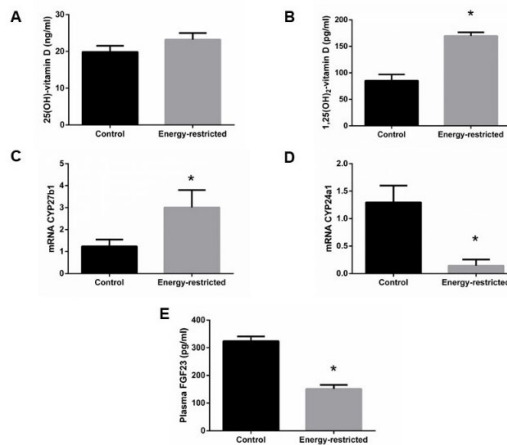 A
25(OH)-vitamin D (ng/ml)
30
20
10
0
Control Energy-restricted
B
1,25(OH)₂-vitamin D (pg/ml)
200
150
100
50
0
*
Control Energy-restricted
C
mRNA CYP27b1
5
4
3
2
1
0
*
Control Energy-restricted
D
mRNA CYP24a1
2.0
1.5
1.0
0.5
0.0
*
Control Energy-restricted
E
Plasma FGF23 (pg/ml)
400
300
200
100
0
*
Control Energy-restricted